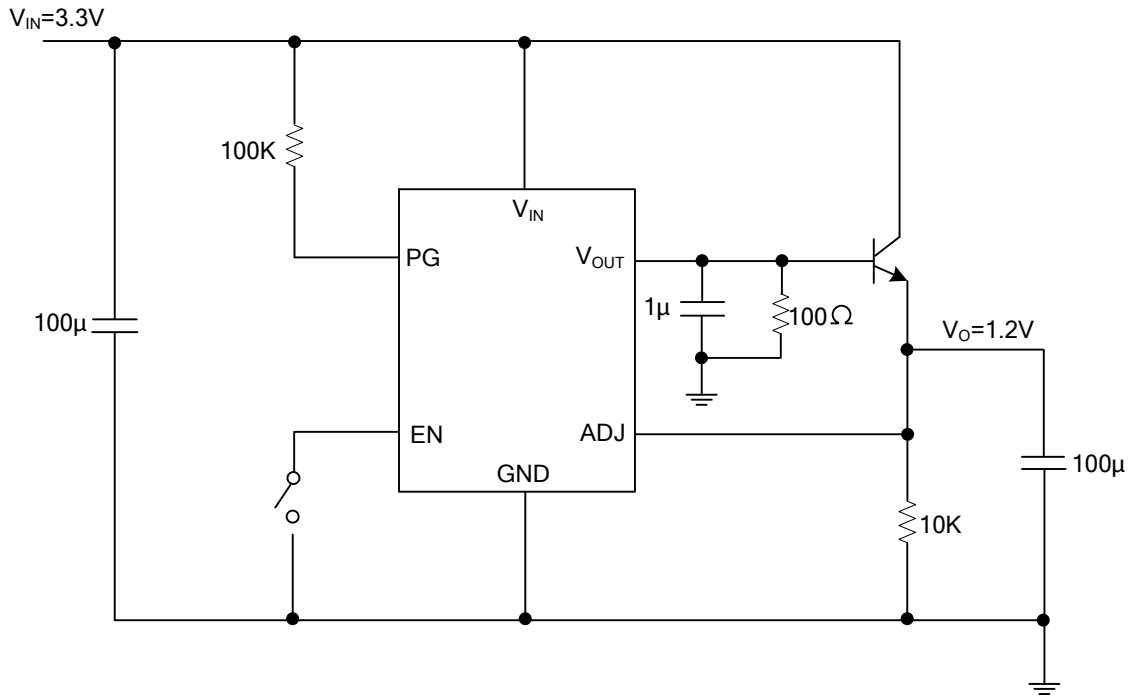 V_IN=3.3V
100K
V_IN
PG
V_OUT
100μ
1μ
100Ω
V_O=1.2V
EN
ADJ
GND
100μ
10K